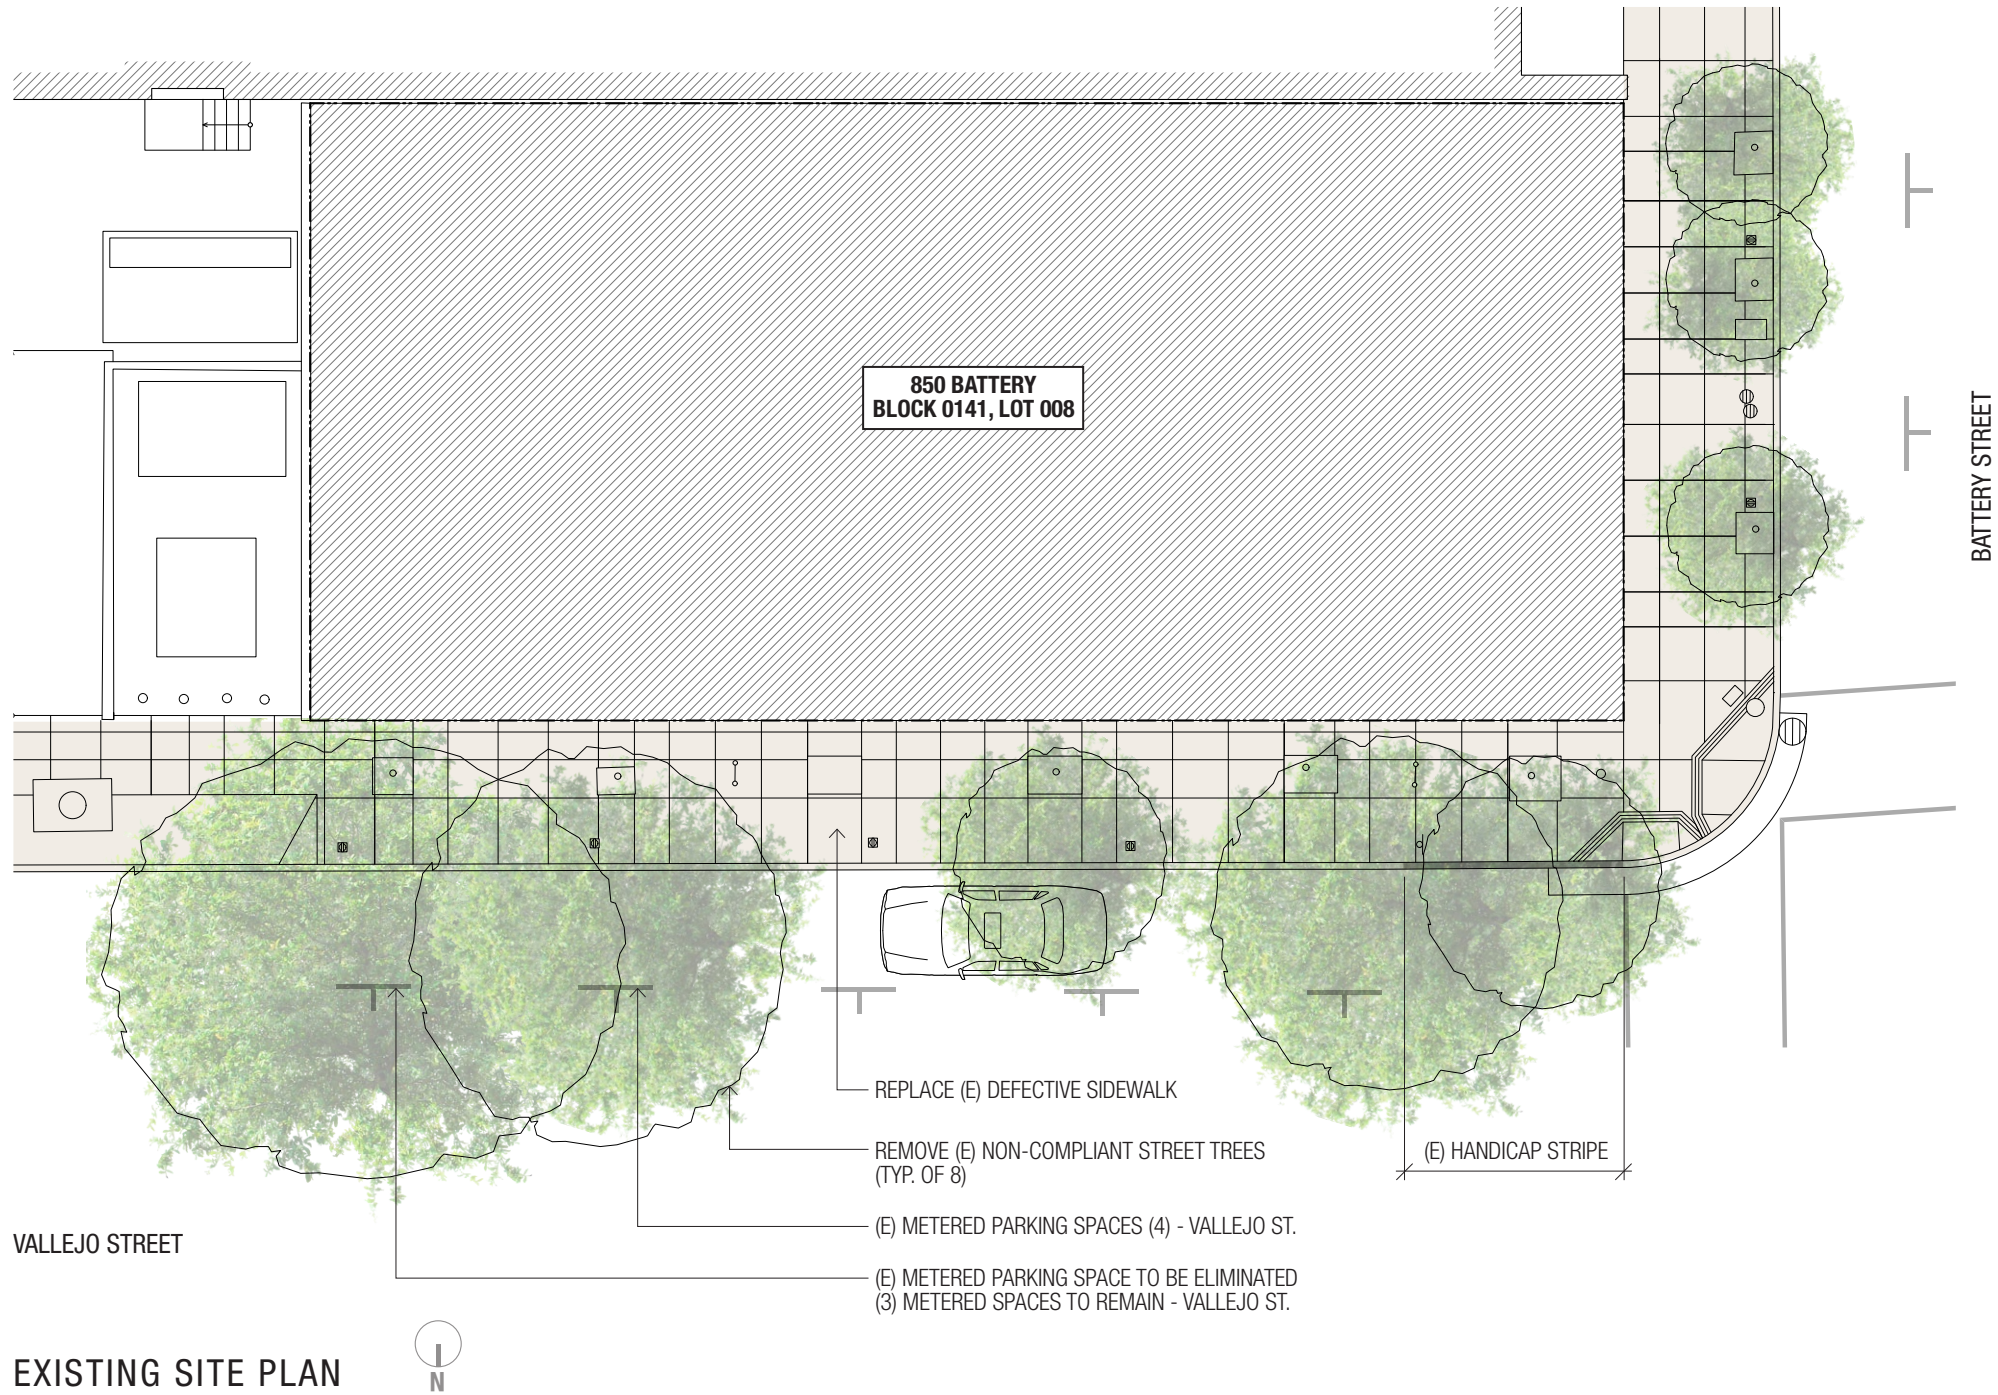 850 BATTERY
BLOCK 0141, LOT 008
BATTERY STREET
REPLACE (E) DEFECTIVE SIDEWALK
REMOVE (E) NON-COMPLIANT STREET TREES
(TYP. OF 8)
(E) HANDICAP STRIPE
(E) METERED PARKING SPACES (4) - VALLEJO ST.
VALLEJO STREET
(E) METERED PARKING SPACE TO BE ELIMINATED
(3) METERED SPACES TO REMAIN - VALLEJO ST.
EXISTING SITE PLAN
N